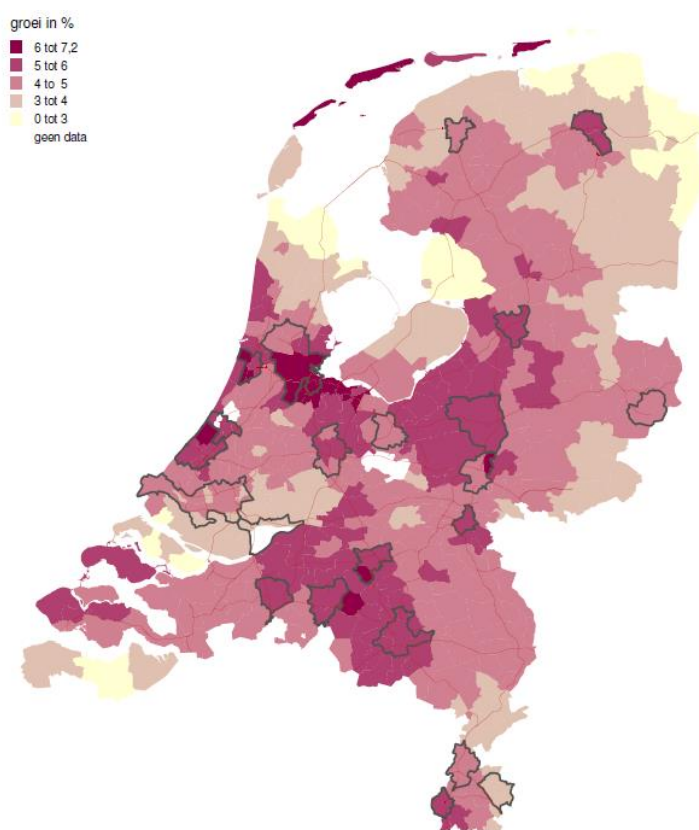 groei in %
6 tot 7,2
5 tot 6
4 to 5
3 tot 4
0 tot 3
geen data